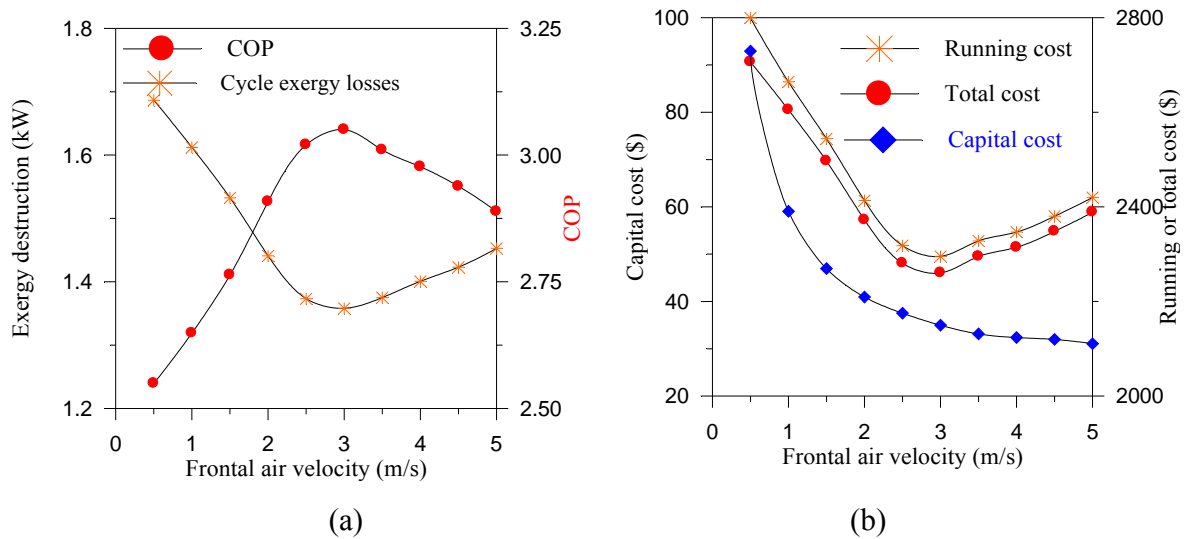 1.8
1.6
1.4
1.2
Exergy destruction (kW)
COP
Cycle exergy losses
3.25
3.00
2.75
2.50
COP
0 1 2 3 4 5
Frontal air velocity (m/s)
(a)
100
80
60
40
20
Capital cost ($)
Running cost
Total cost
Capital cost
2800
2400
2000
Running or total cost ($)
0 1 2 3 4 5
Frontal air velocity (m/s)
(b)